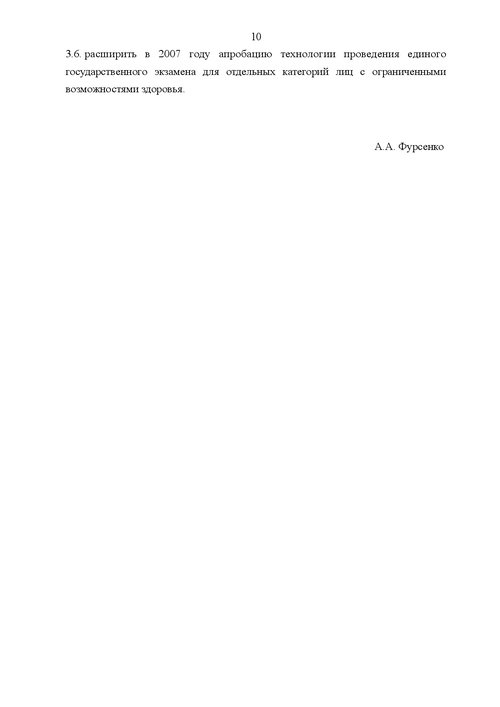 10
3.6. расширить в 2007 году апробацию технологии проведения единого
государственного экзамена для отдельных категорий лиц с ограниченными
возможностями здоровья.
А.А. Фурсенко